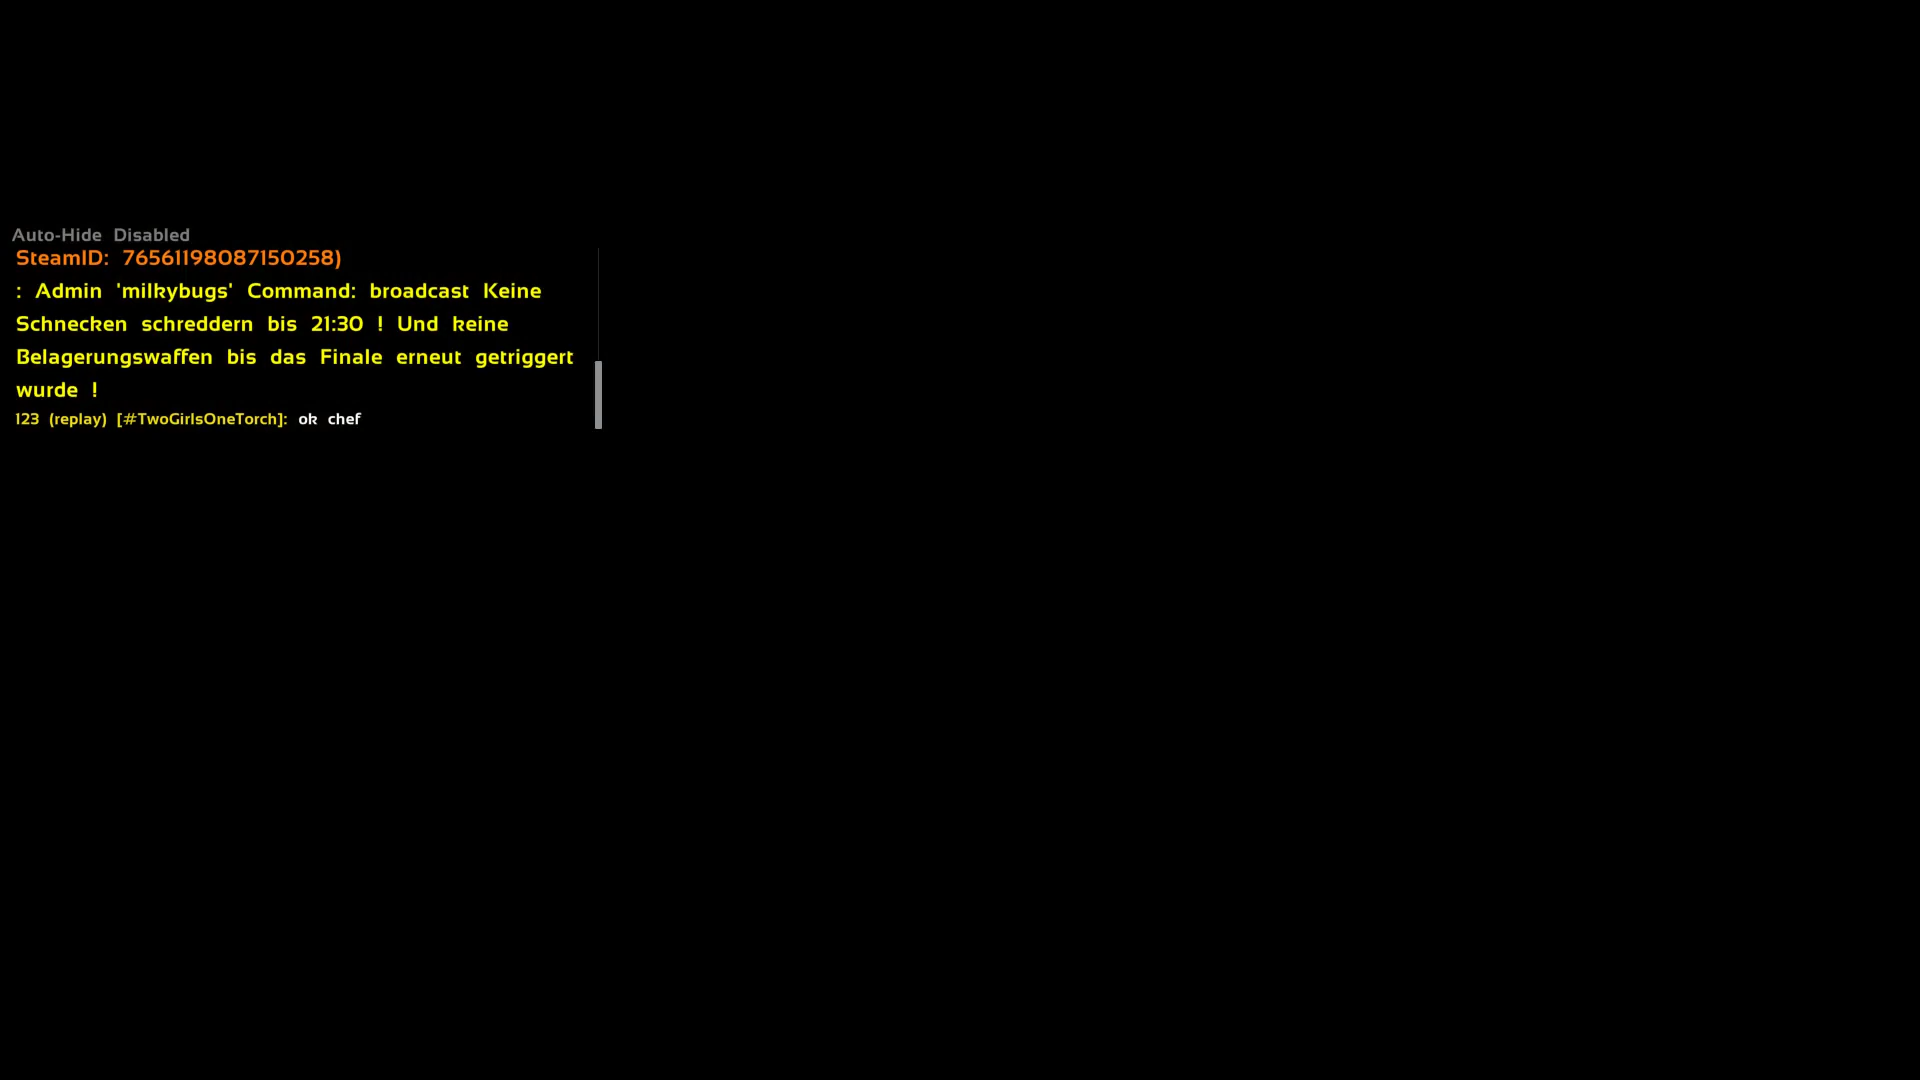 Auto-Hide Disabled
SteamID: 76561198087150258)
: Admin 'milkybugs' Command: broadcast Keine
Schnecken schreddern bis 21:30 ! Und keine
Belagerungswaffen bis das Finale erneut getriggert
wurde !
123 (replay) [#TwoGirlsOneTorch]: ok chef